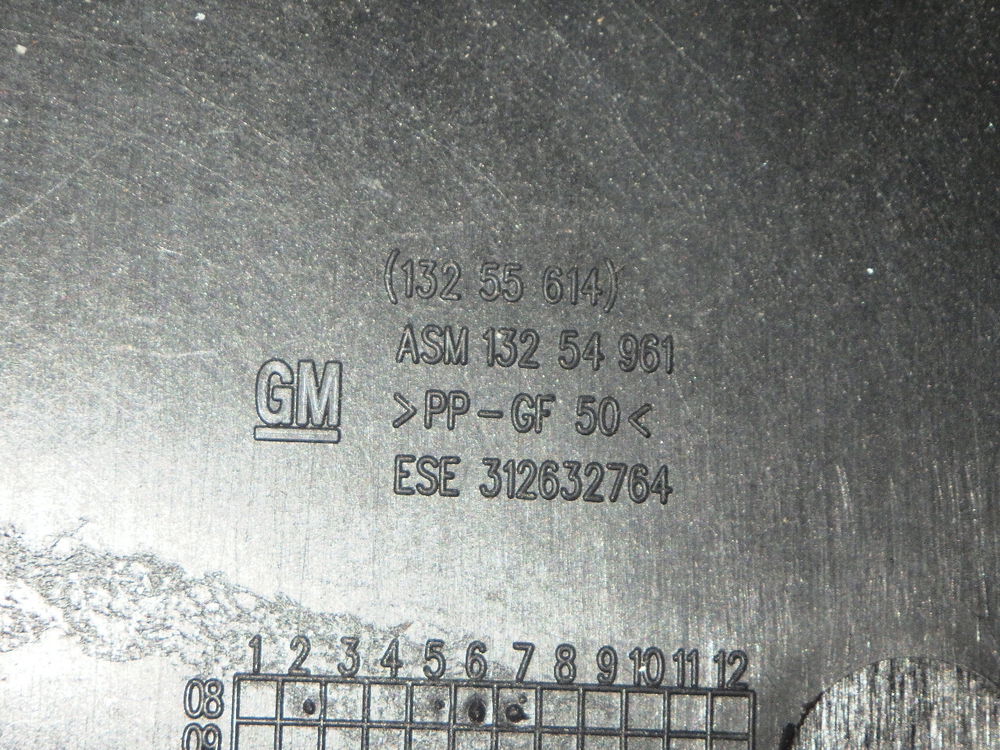 (132 55 614)
ASM 132 54 961
GM
>PP-GF 50<
ESE 312632764
1 2 3 4 5 6 7 8 9 10 11 12
08
09